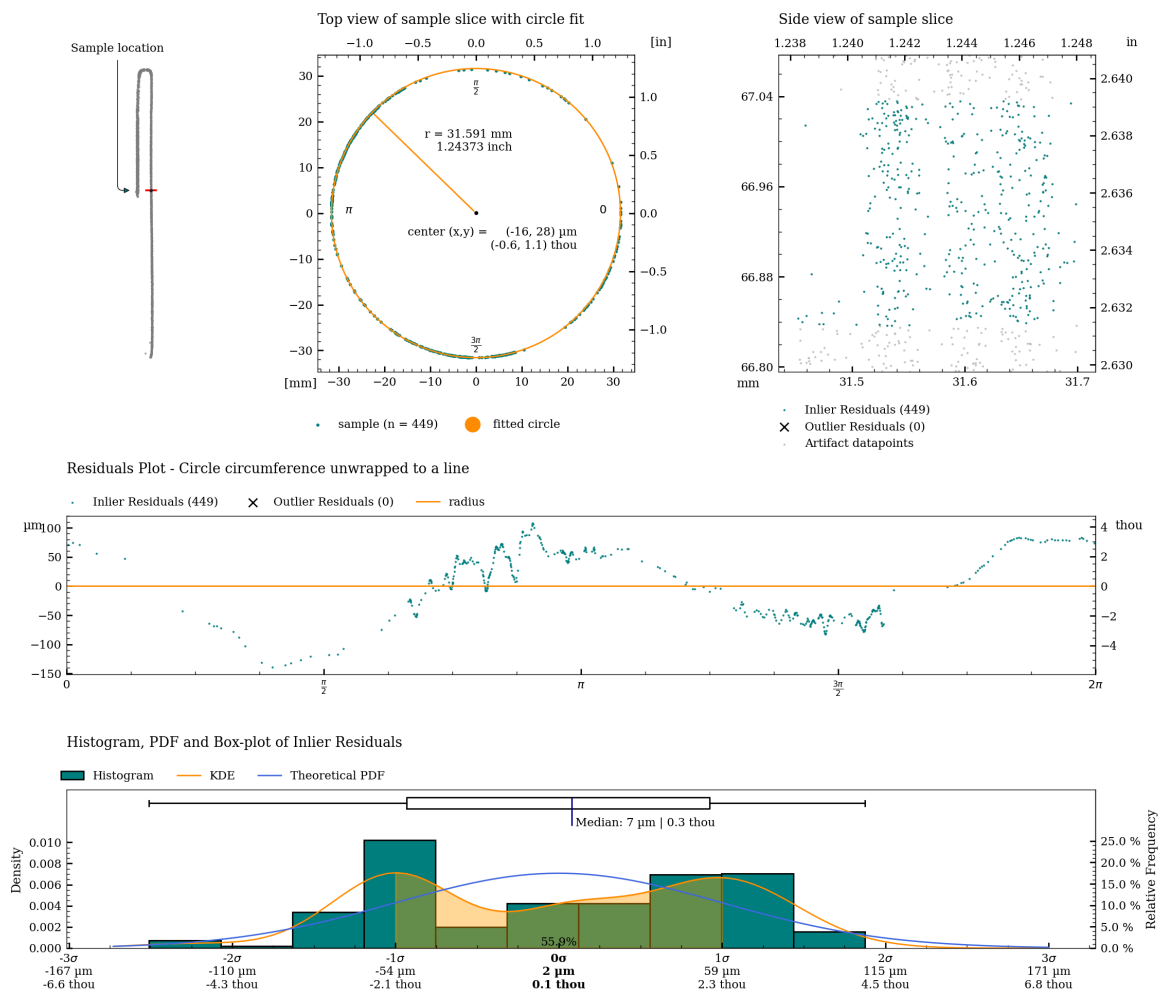 Sample location
Top view of sample slice with circle fit
−1.0 −0.5 0.0 0.5 1.0 [in]
30
20
10
0
−10
−20
−30
1.0
0.5
0.0
−0.5
−1.0
π/2
r = 31.591 mm
1.24373 inch
π
0
center (x,y) = (-16, 28) µm
(-0.6, 1.1) thou
3π/2
[mm] −30 −20 −10 0 10 20 30
sample (n = 449) fitted circle
Side view of sample slice
1.238 1.240 1.242 1.244 1.246 1.248 in
67.04
66.96
66.88
66.80
2.640
2.638
2.636
2.634
2.632
2.630
mm 31.5 31.6 31.7
Inlier Residuals (449)
Outlier Residuals (0)
Artifact datapoints
Residuals Plot - Circle circumference unwrapped to a line
Inlier Residuals (449) Outlier Residuals (0) radius
µm
100
50
0
−50
−100
−150
4 thou
2
0
−2
−4
0 π/2 π 3π/2 2π
Histogram, PDF and Box-plot of Inlier Residuals
Histogram KDE Theoretical PDF
Median: 7 µm | 0.3 thou
Density
0.010
0.008
0.006
0.004
0.002
0.000
55.9%
25.0 %
20.0 %
15.0 %
10.0 %
5.0 %
0.0 %
Relative Frequency
-3σ -2σ -1σ 0σ 1σ 2σ 3σ
-167 µm -110 µm -54 µm 2 µm 59 µm 115 µm 171 µm
-6.6 thou -4.3 thou -2.1 thou 0.1 thou 2.3 thou 4.5 thou 6.8 thou